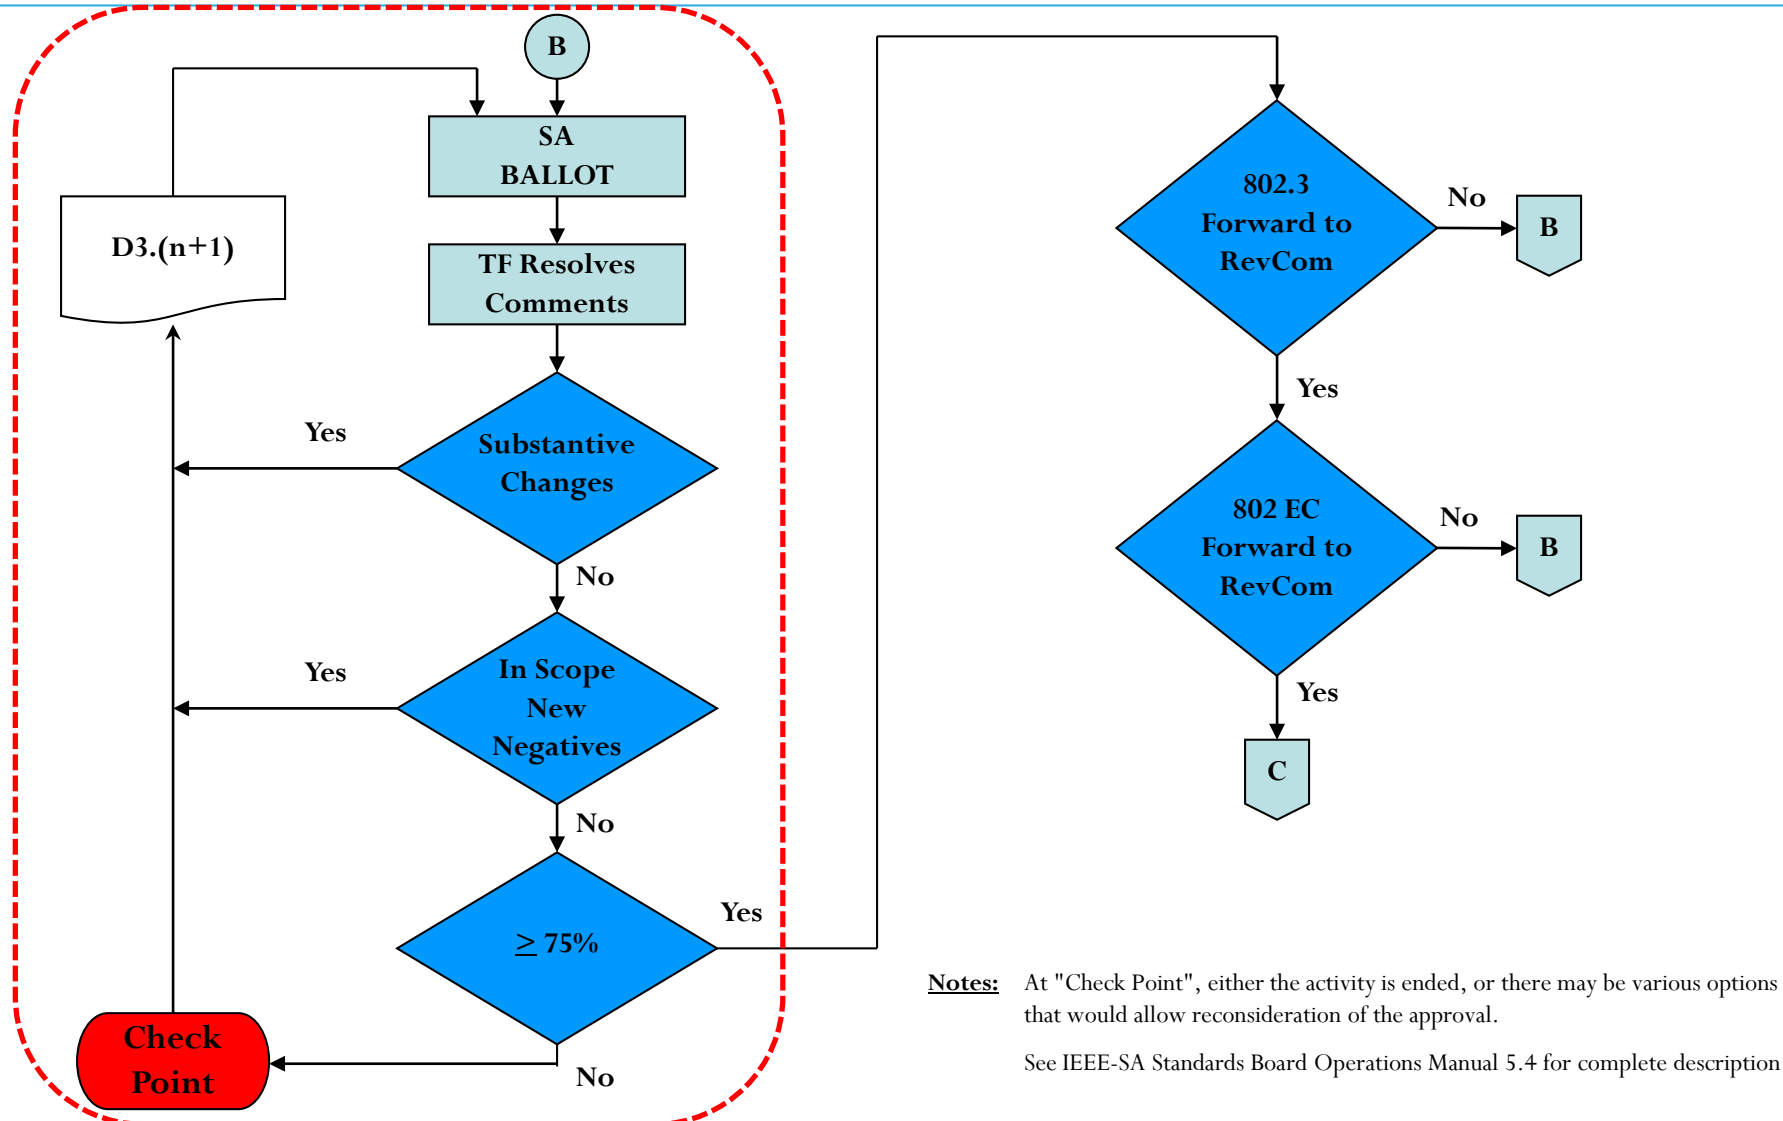 B
SA
BALLOT
D3.(n+1)
TF Resolves
Comments
Yes
Substantive
Changes
No
Yes
In Scope
New
Negatives
No
Yes
≥ 75%
Check
Point
No
802.3
Forward to
RevCom
No
B
Yes
802 EC
Forward to
RevCom
No
B
Yes
C
Notes: At "Check Point", either the activity is ended, or there may be various options
that would allow reconsideration of the approval.
See IEEE-SA Standards Board Operations Manual 5.4 for complete description